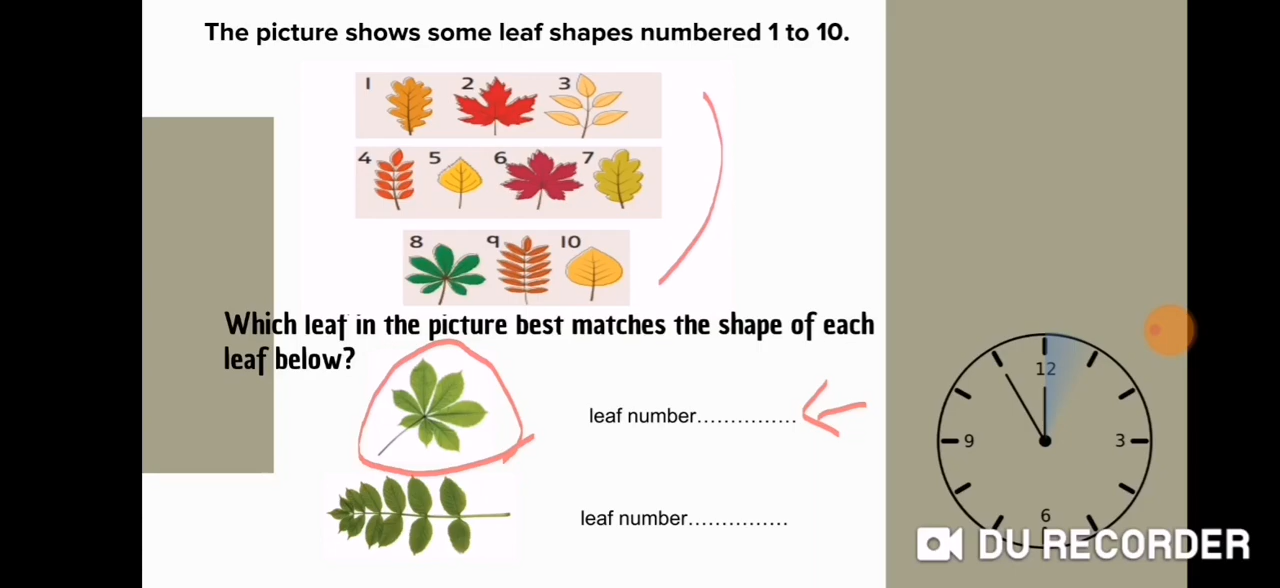 The picture shows some leaf shapes numbered 1 to 10.
1 2 3
4 5 6 7
8 9 10
Which leaf in the picture best matches the shape of each
leaf below?
leaf number...............
leaf number...............
12
9 3
6
DU RECORDER